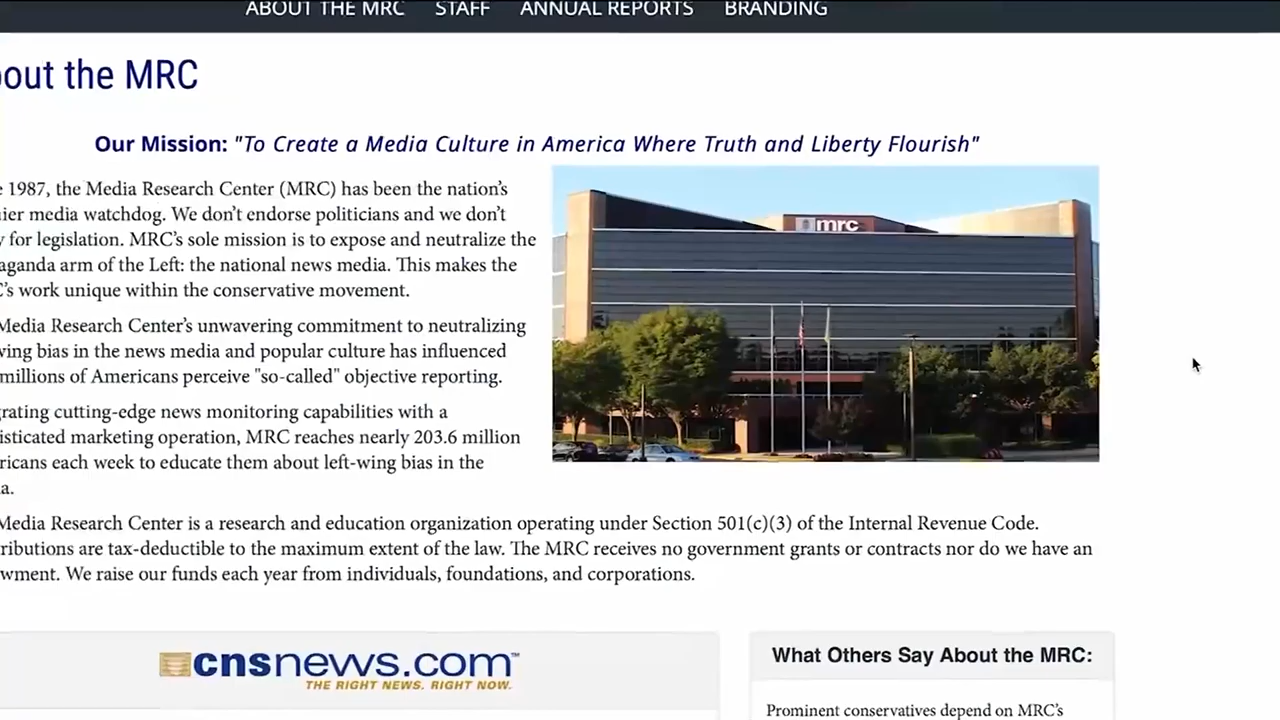 ABOUT THE MRC STAFF ANNUAL REPORTS BRANDING
out the MRC
Our Mission: "To Create a Media Culture in America Where Truth and Liberty Flourish"
1987, the Media Research Center (MRC) has been the nation's
ier media watchdog. We don't endorse politicians and we don't
for legislation. MRC's sole mission is to expose and neutralize the
aganda arm of the Left: the national news media. This makes the
C's work unique within the conservative movement.
Media Research Center's unwavering commitment to neutralizing
ving bias in the news media and popular culture has influenced
millions of Americans perceive "so-called" objective reporting.
grating cutting-edge news monitoring capabilities with a
isticated marketing operation, MRC reaches nearly 203.6 million
ricans each week to educate them about left-wing bias in the
a.
Media Research Center is a research and education organization operating under Section 501(c)(3) of the Internal Revenue Code.
ributions are tax-deductible to the maximum extent of the law. The MRC receives no government grants or contracts nor do we have an
wment. We raise our funds each year from individuals, foundations, and corporations.
mrc
cnsnews.com™
THE RIGHT NEWS. RIGHT NOW.
What Others Say About the MRC:
Prominent conservatives depend on MRC's